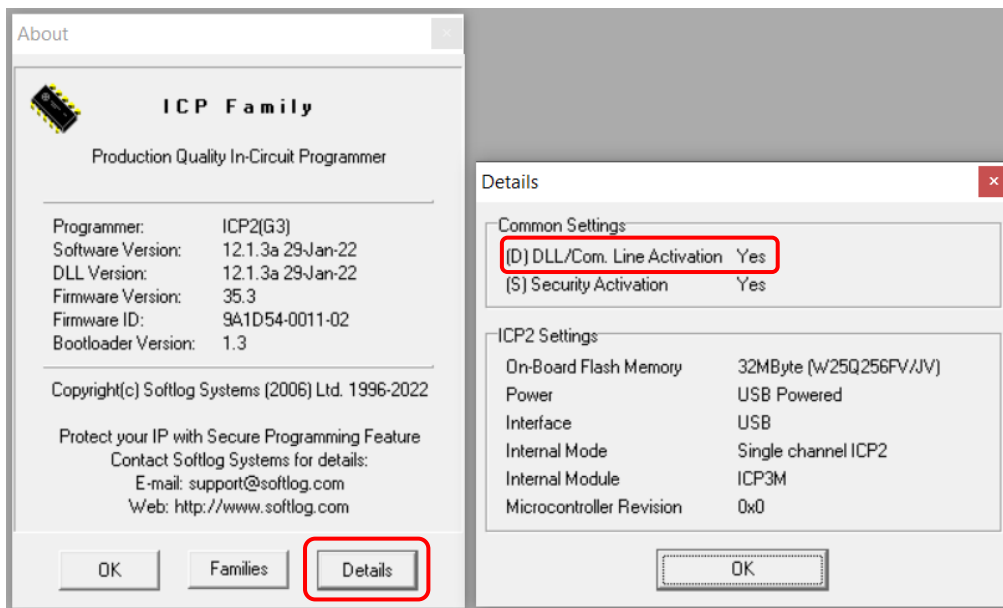 About
ICP Family
Production Quality In-Circuit Programmer
Programmer: ICP2(G3)
Software Version: 12.1.3a 29-Jan-22
DLL Version: 12.1.3a 29-Jan-22
Firmware Version: 35.3
Firmware ID: 9A1D54-0011-02
Bootloader Version: 1.3
Copyright(c) Softlog Systems (2006) Ltd. 1996-2022
Protect your IP with Secure Programming Feature
Contact Softlog Systems for details:
E-mail: support@softlog.com
Web: http://www.softlog.com
OK Families Details
Details
Common Settings
(D) DLL/Com. Line Activation Yes
(S) Security Activation Yes
ICP2 Settings
On-Board Flash Memory 32MByte (W25Q256FV/JV)
Power USB Powered
Interface USB
Internal Mode Single channel ICP2
Internal Module ICP3M
Microcontroller Revision 0x0
OK